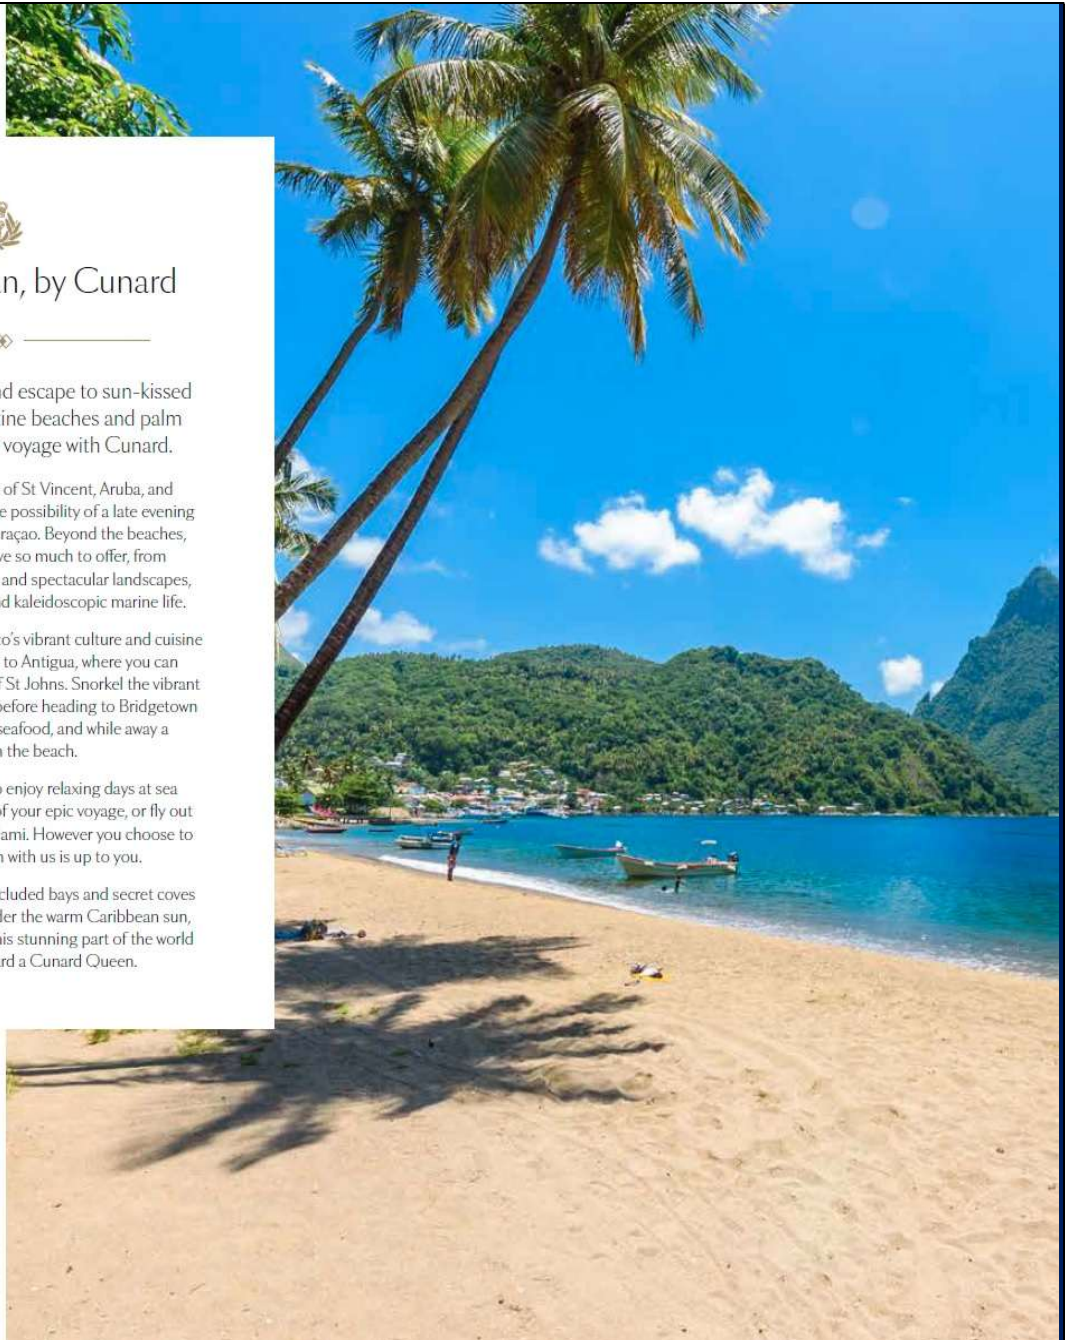 n, by Cunard
d escape to sun-kissed
ine beaches and palm
voyage with Cunard.
of St Vincent, Aruba, and
e possibility of a late evening
raçao. Beyond the beaches,
ve so much to offer, from
and spectacular landscapes,
d kaleidoscopic marine life.
o's vibrant culture and cuisine
to Antigua, where you can
f St Johns. Snorkel the vibrant
before heading to Bridgetown
seafood, and while away a
n the beach.
o enjoy relaxing days at sea
of your epic voyage, or fly out
ami. However you choose to
n with us is up to you.
cluded bays and secret coves
der the warm Caribbean sun,
his stunning part of the world
rd a Cunard Queen.